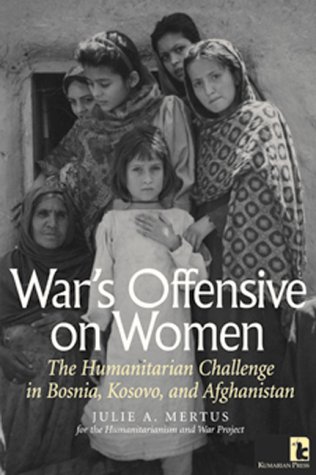 War's Offensive
on Women
The Humanitarian Challenge
in Bosnia, Kosovo, and Afghanistan
JULIE A. MERTUS
for the Humanitarianism and War Project
k
KUMARIAN PRESS